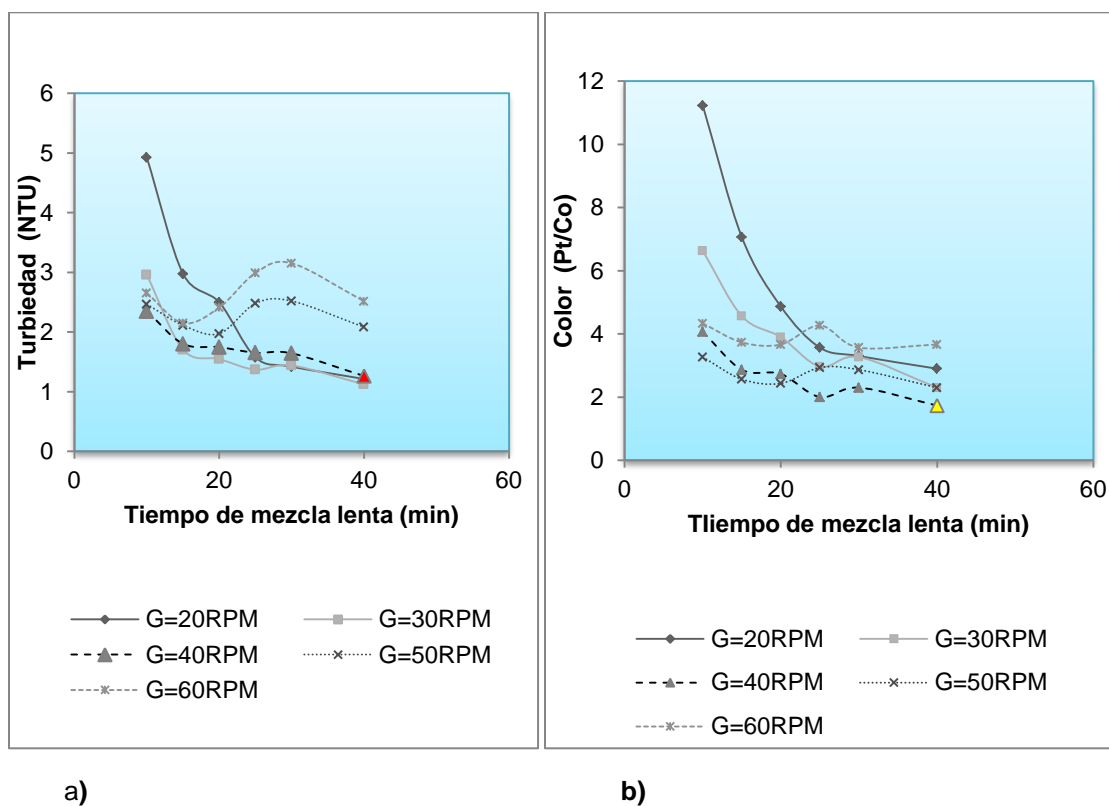 6
5
4
3
2
1
0
Turbiedad (NTU)
0 20 40 60
Tiempo de mezcla lenta (min)
G=20RPM G=30RPM
G=40RPM G=50RPM
G=60RPM
a)
12
10
8
6
4
2
0
Color (Pt/Co)
0 20 40 60
Tliempo de mezcla lenta (min)
G=20RPM G=30RPM
G=40RPM G=50RPM
G=60RPM
b)